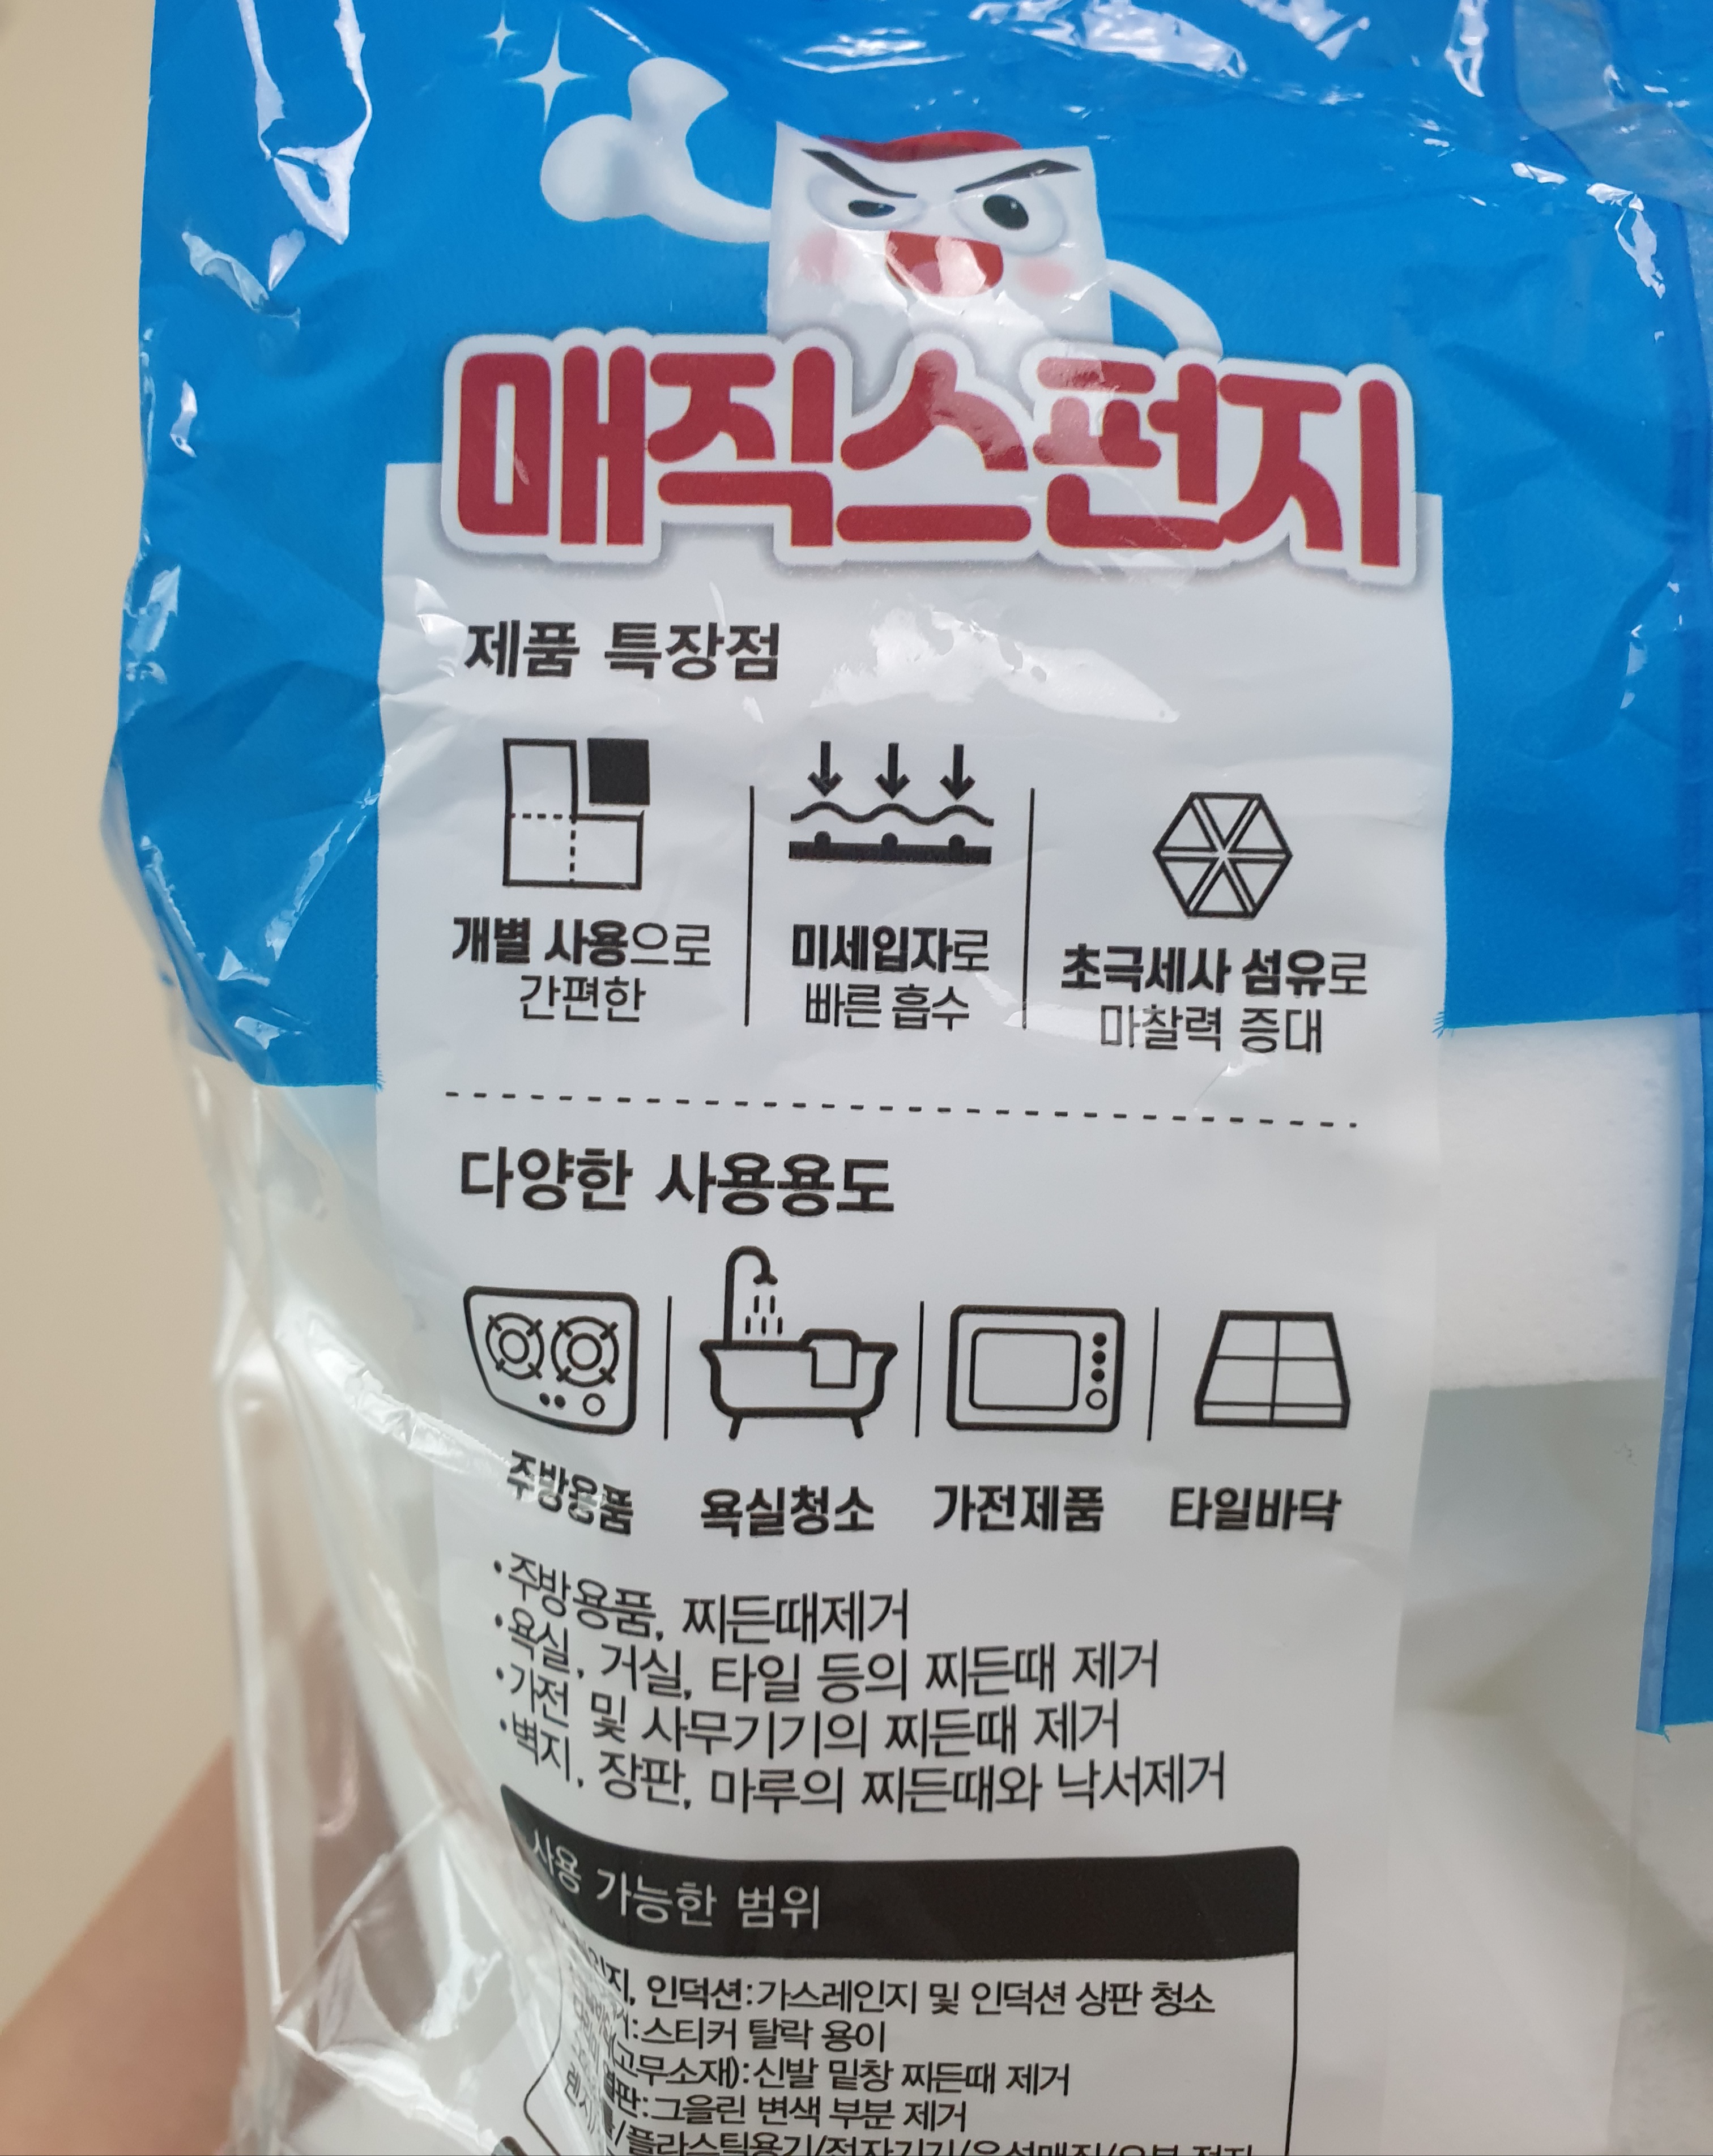 매직스펀지
제품 특장점
개별 사용으로
간편한
미세입자로
빠른 흡수
초극세사 섬유로
마찰력 증대
다양한 사용용도
주방용품
욕실청소
가전제품
타일바닥
•주방용품, 찌든때제거
•욕실, 거실, 타일 등의 찌든때 제거
•가전 및 사무기기의 찌든때 제거
•벽지, 장판, 마루의 찌든때와 낙서제거
사용 가능한 범위
인덕션:가스레인지 및 인덕션 상판 청소
:스티커 탈락 용이
(고무소재):신발 밑창 찌든때 제거
:그을린 변색 부분 제거
/플라스틱용기/전자기기/유성매직/